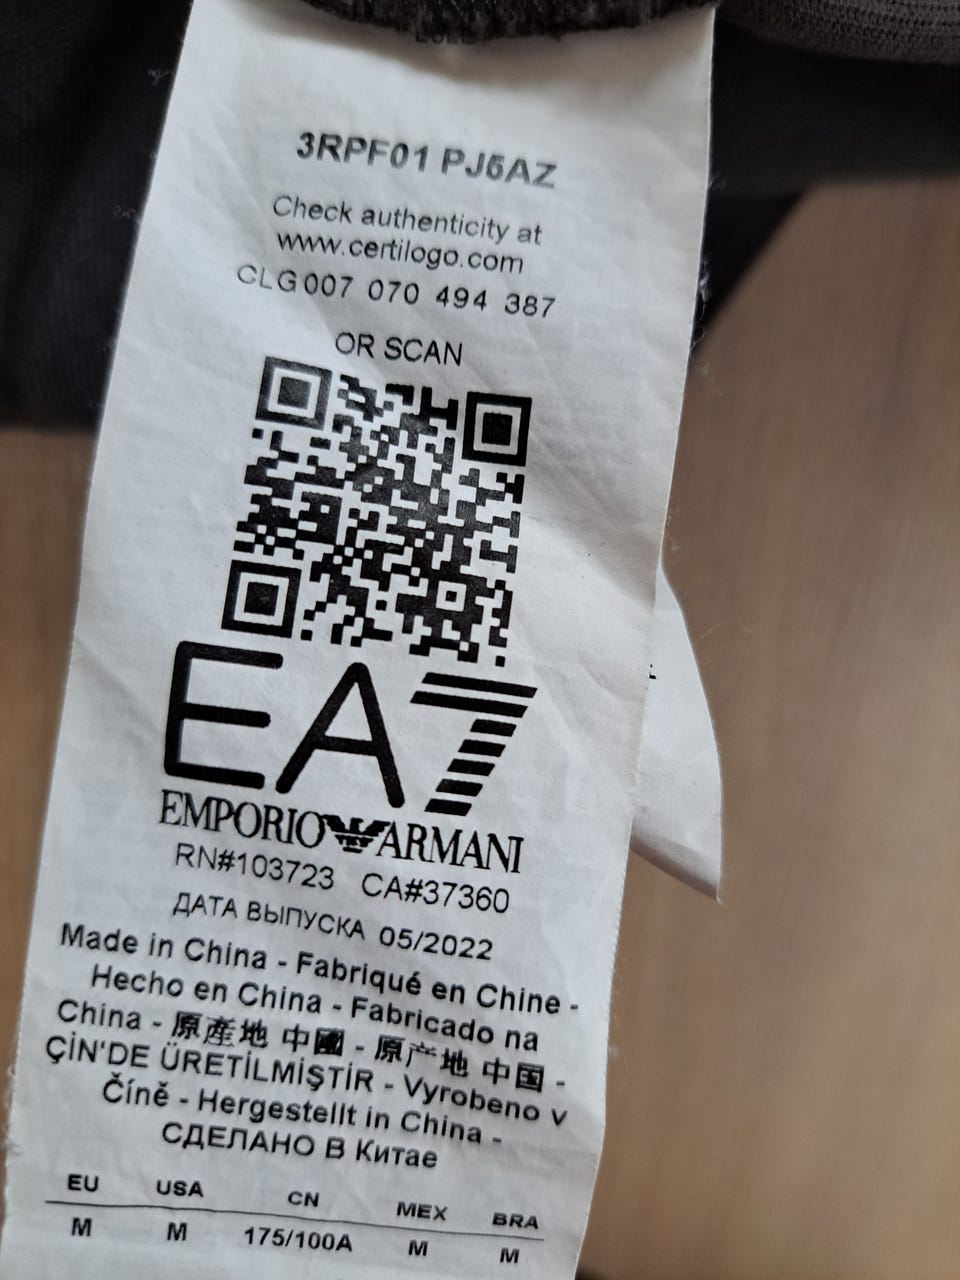 3RPF01 PJ5AZ
Check authenticity at
www.certilogo.com
CLG007 070 494 387
OR SCAN
EA7
EMPORIO ARMANI
RN#103723 CA#37360
ДАТА ВЫПУСКА 05/2022
Made in China - Fabriqué en Chine -
Hecho en China - Fabricado na
China - 原產地 中國 - 原产地 中国 -
ÇİN'DE ÜRETİLMİŞTİR - Vyrobeno v
Číně - Hergestellt in China -
СДЕЛАНО В Китае
EU USA CN MEX BRA
M M 175/100A M M